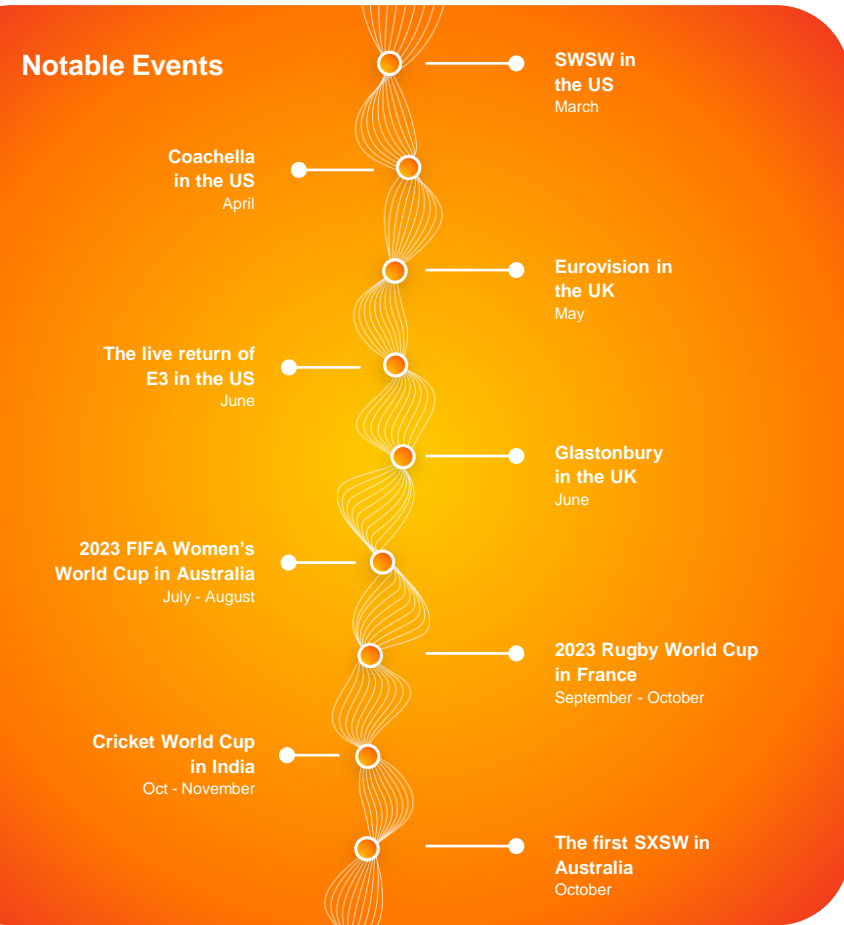 Notable Events
SWSW in
the US
March
Coachella
in the US
April
Eurovision in
the UK
May
The live return of
E3 in the US
June
Glastonbury
in the UK
June
2023 FIFA Women’s
World Cup in Australia
July - August
2023 Rugby World Cup
in France
September - October
Cricket World Cup
in India
Oct - November
The first SXSW in
Australia
October